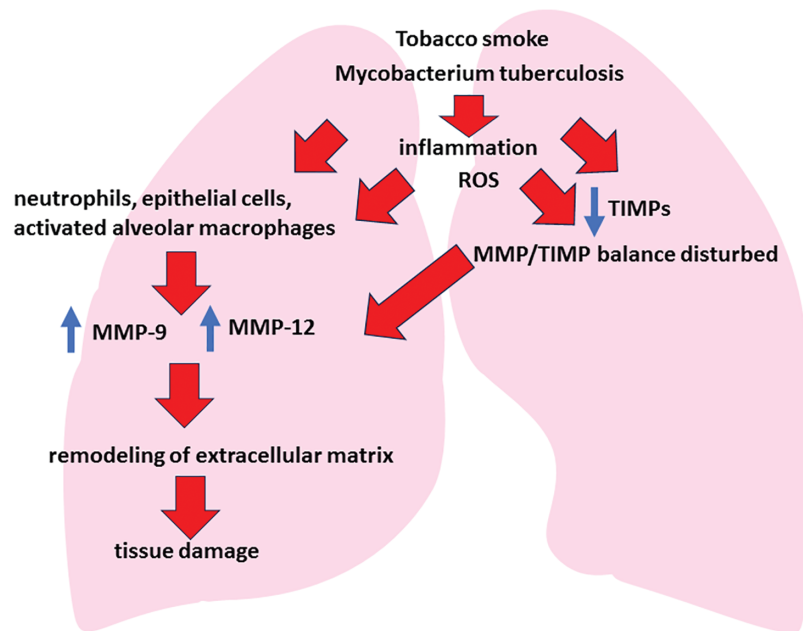 Tobacco smoke
Mycobacterium tuberculosis
inflammation
ROS
neutrophils, epithelial cells,
activated alveolar macrophages
TIMPs
MMP/TIMP balance disturbed
MMP-9
MMP-12
remodeling of extracellular matrix
tissue damage